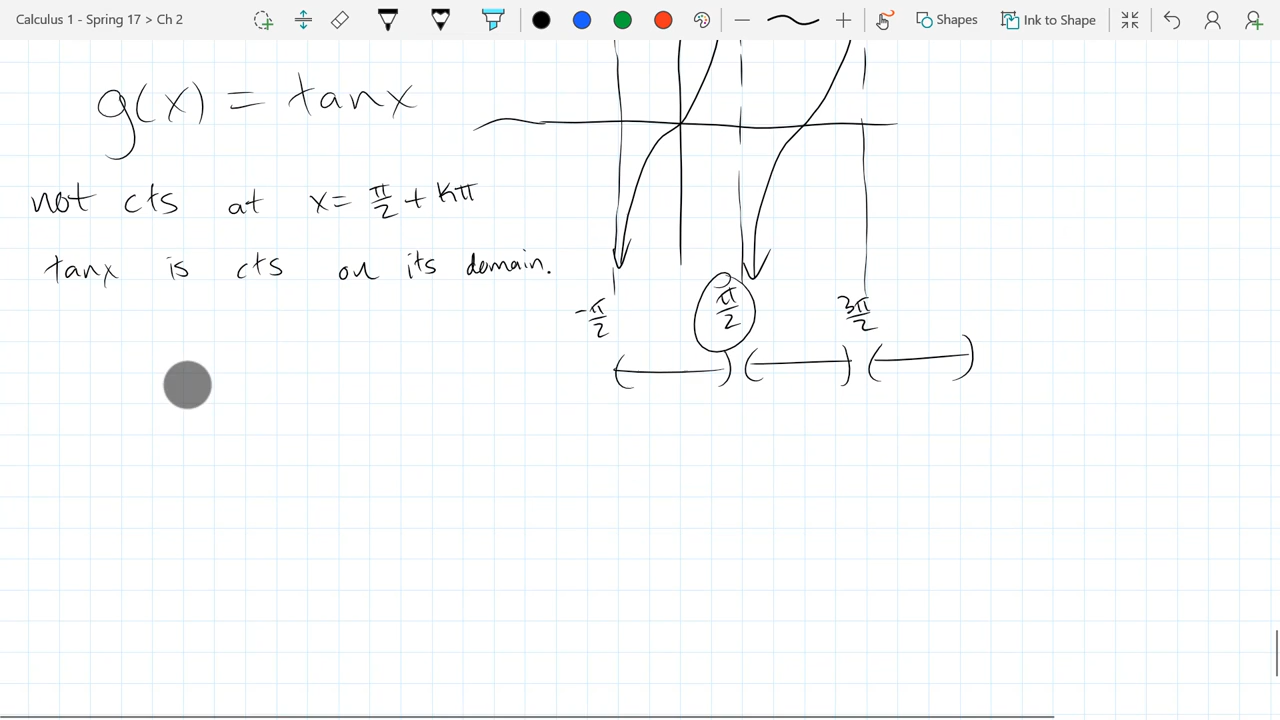 Calculus 1 - Spring 17 > Ch 2
Shapes
Ink to Shape
g(x) = tanx
not cts at x = π/2 + kπ
tanx is cts on its domain.
-π/2
π/2
3π/2
( ) ( ) ( )